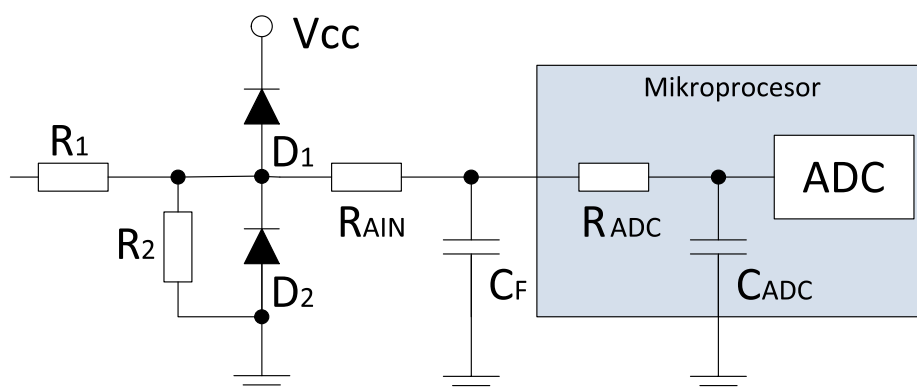 Vcc
Mikroprocesor
R1
D1
ADC
R2
RAIN
RADC
D2
CF
CADC